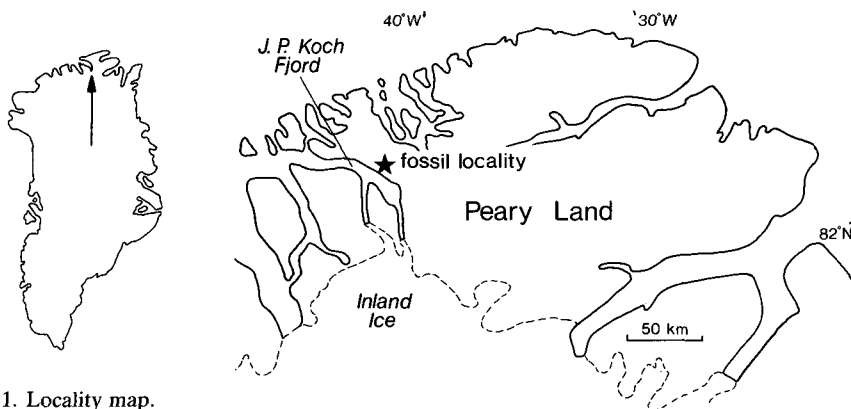 40°W'
'30°W
J. P. Koch
Fjord
fossil locality
Peary Land
82°N
Inland
Ice
50 km
1. Locality map.